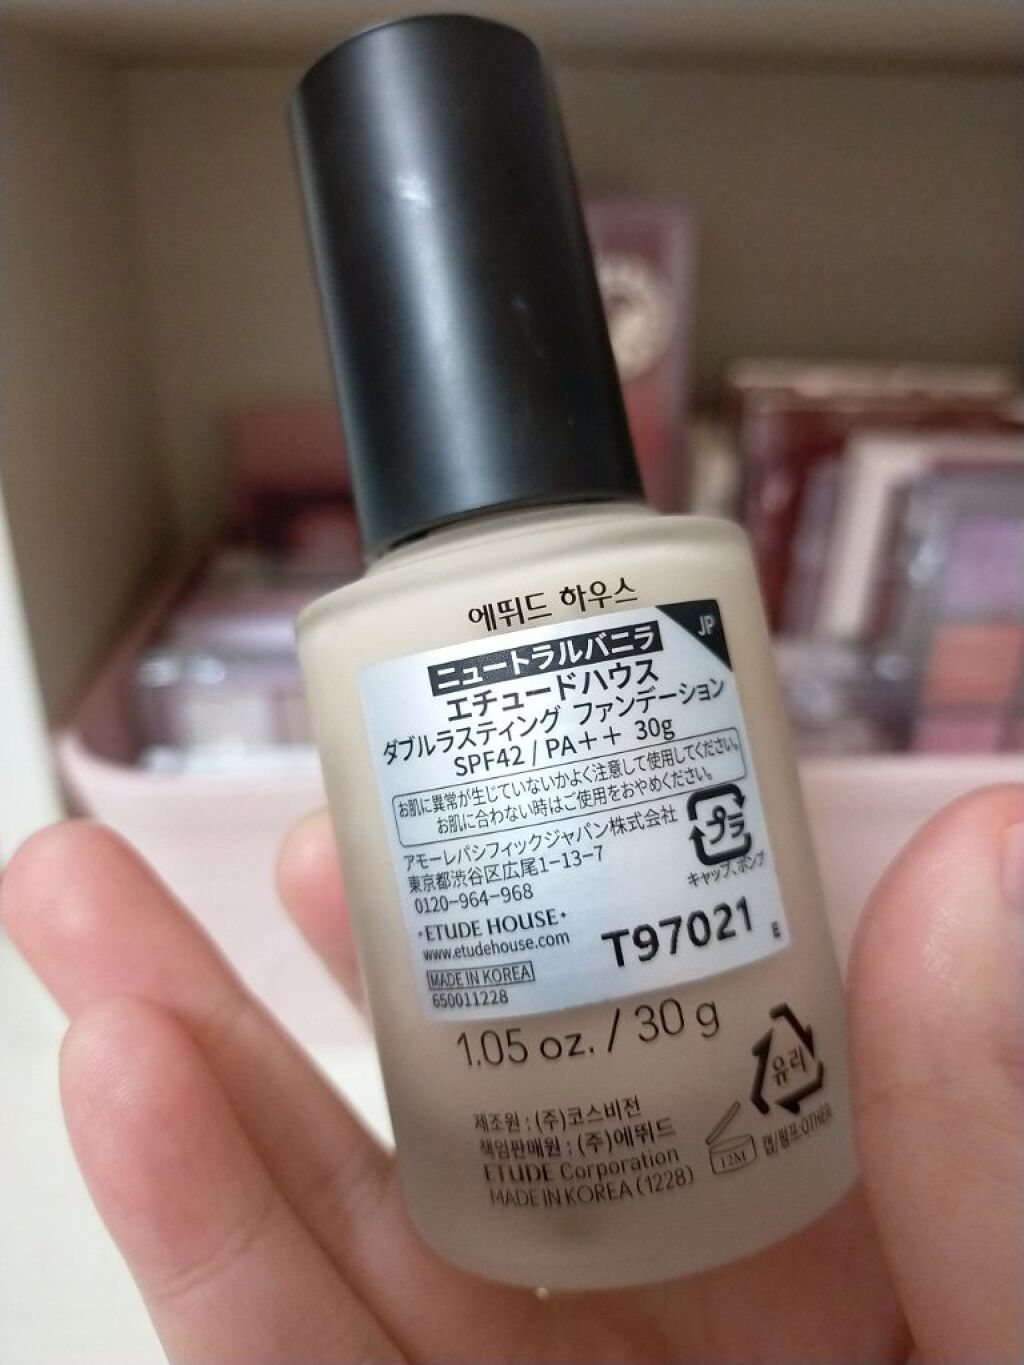 에뛰드 하우스
JP
ニュートラルバニラ
エチュードハウス
ダブルラスティング ファンデーション
SPF42 / PA++ 30g
お肌に異常が生じていないかよく注意して使用してください。
お肌に合わない時はご使用をおやめください。
アモーレパシフィックジャパン株式会社
東京都渋谷区広尾1-13-7
0120-964-968
プラ
キャップ、ポンプ
ETUDE HOUSE
www.etudehouse.com
T97021
E
MADE IN KOREA
650011228
1.05 oz. / 30 g
유리
캡/펌프:OTHER
제조원 : (주)코스비전
책임판매원 : (주)에뛰드
ETUDE Corporation
MADE IN KOREA (1228)
12M